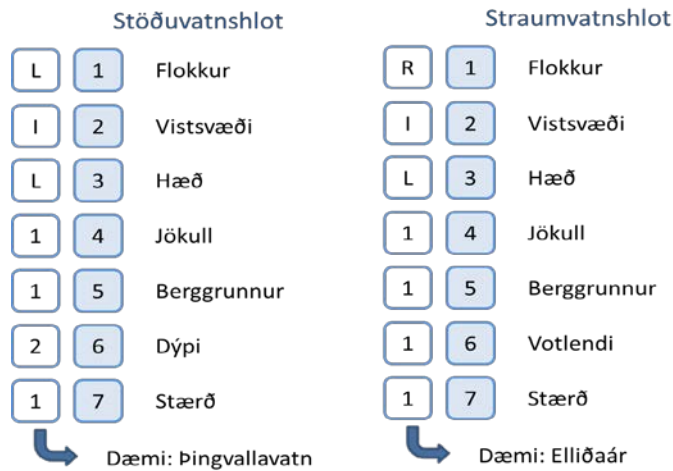 Stöðuvatnshlot
L 1 Flokkur
I 2 Vistsvæði
L 3 Hæð
1 4 Jökull
1 5 Berggrunnur
2 6 Dýpi
1 7 Stærð
Dæmi: Þingvallavatn
Straumvatnshlot
R 1 Flokkur
I 2 Vistsvæði
L 3 Hæð
1 4 Jökull
1 5 Berggrunnur
1 6 Votlendi
1 7 Stærð
Dæmi: Elliðaár